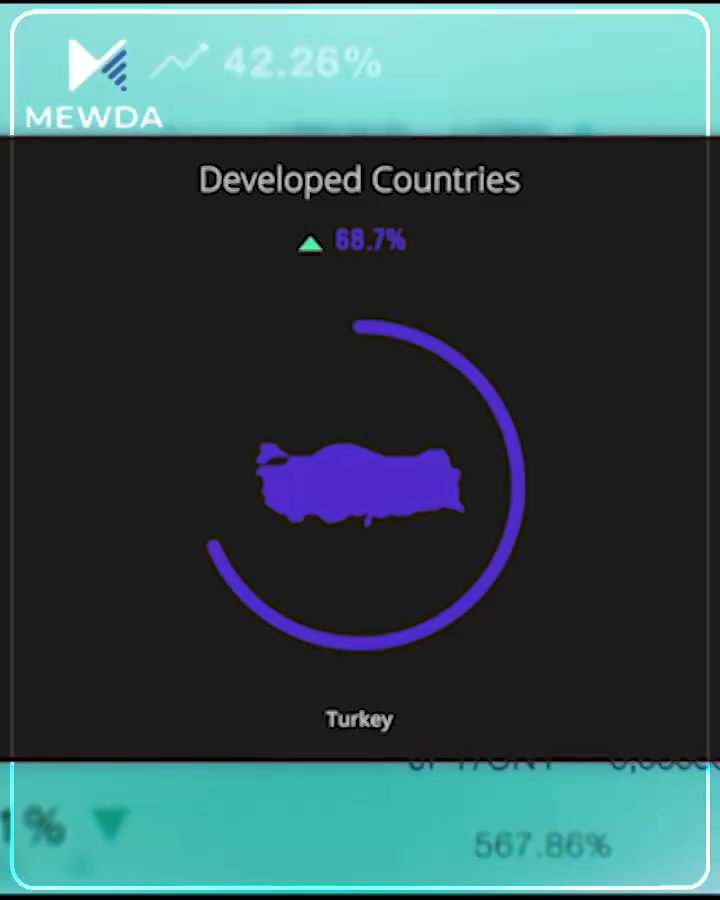 42.26%
MEWDA
Developed Countries
68.7%
Turkey
%
567.86%